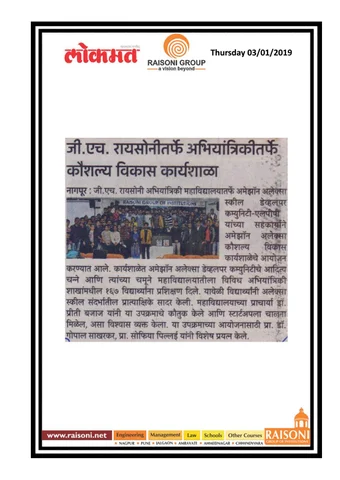 लोकमत
RAISONI GROUP
a vision beyond
Thursday 03/01/2019
जी.एच. रायसोनीतर्फे अभियांत्रिकीतर्फे
कौशल्य विकास कार्यशाळा
नागपूर : जी.एच. रायसोनी अभियांत्रिकी महाविद्यालयातर्फे अमेझॉन अलेक्सा
स्कील डेव्हलपर
कम्युनिटी-एलपीपी
यांच्या सहकार्याने
अमेझॉन अलेक्सा
कौशल्य विकास
कार्यशाळेचे आयोजन
करण्यात आले. कार्यशाळेत अमेझॉन अलेक्सा डेव्हलपर कम्युनिटीचे आदित्य
चन्ने आणि त्यांच्या चमूने महाविद्यालयातीला विविध अभियांत्रिकी
शाखांमधील १६७ विद्यार्थ्यांना प्रशिक्षण दिले. यावेळी विद्यार्थ्यांनी अलेक्सा
स्कील संदर्भातील प्रात्याक्षिके सादर केली. महाविद्यालयाच्या प्राचार्या डॉ.
प्रीती बजाज यांनी या उपक्रमाचे कौतुक केले आणि स्टार्टअपला चालना
मिळेल, असा विश्वास व्यक्त केला. या उपक्रमाच्या आयोजनासाठी प्रा. डॉ.
गोपाल साखरकर, प्रा. सोफिया पिल्लई यांनी विशेष प्रयत्न केले.
www.raisoni.net Engineering Management Law Schools Other Courses
RAISONI
NAGPUR PUNE JALGAON AMRAVATI AHMEDNAGAR CHHINDWARA